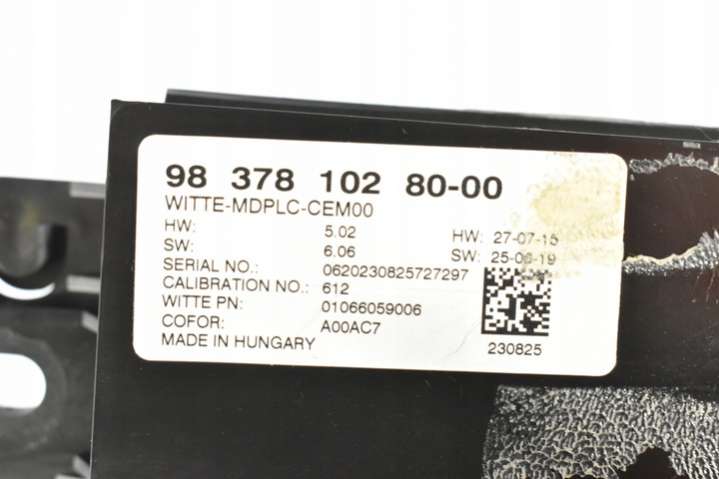 98 378 102 80-00
WITTE-MDPLC-CEM00
HW: 5.02 HW: 27-07-15
SW: 6.06 SW: 25-06-19
SERIAL NO.: 0620230825727297
CALIBRATION NO.: 612
WITTE PN: 01066059006
COFOR: A00AC7
MADE IN HUNGARY
230825